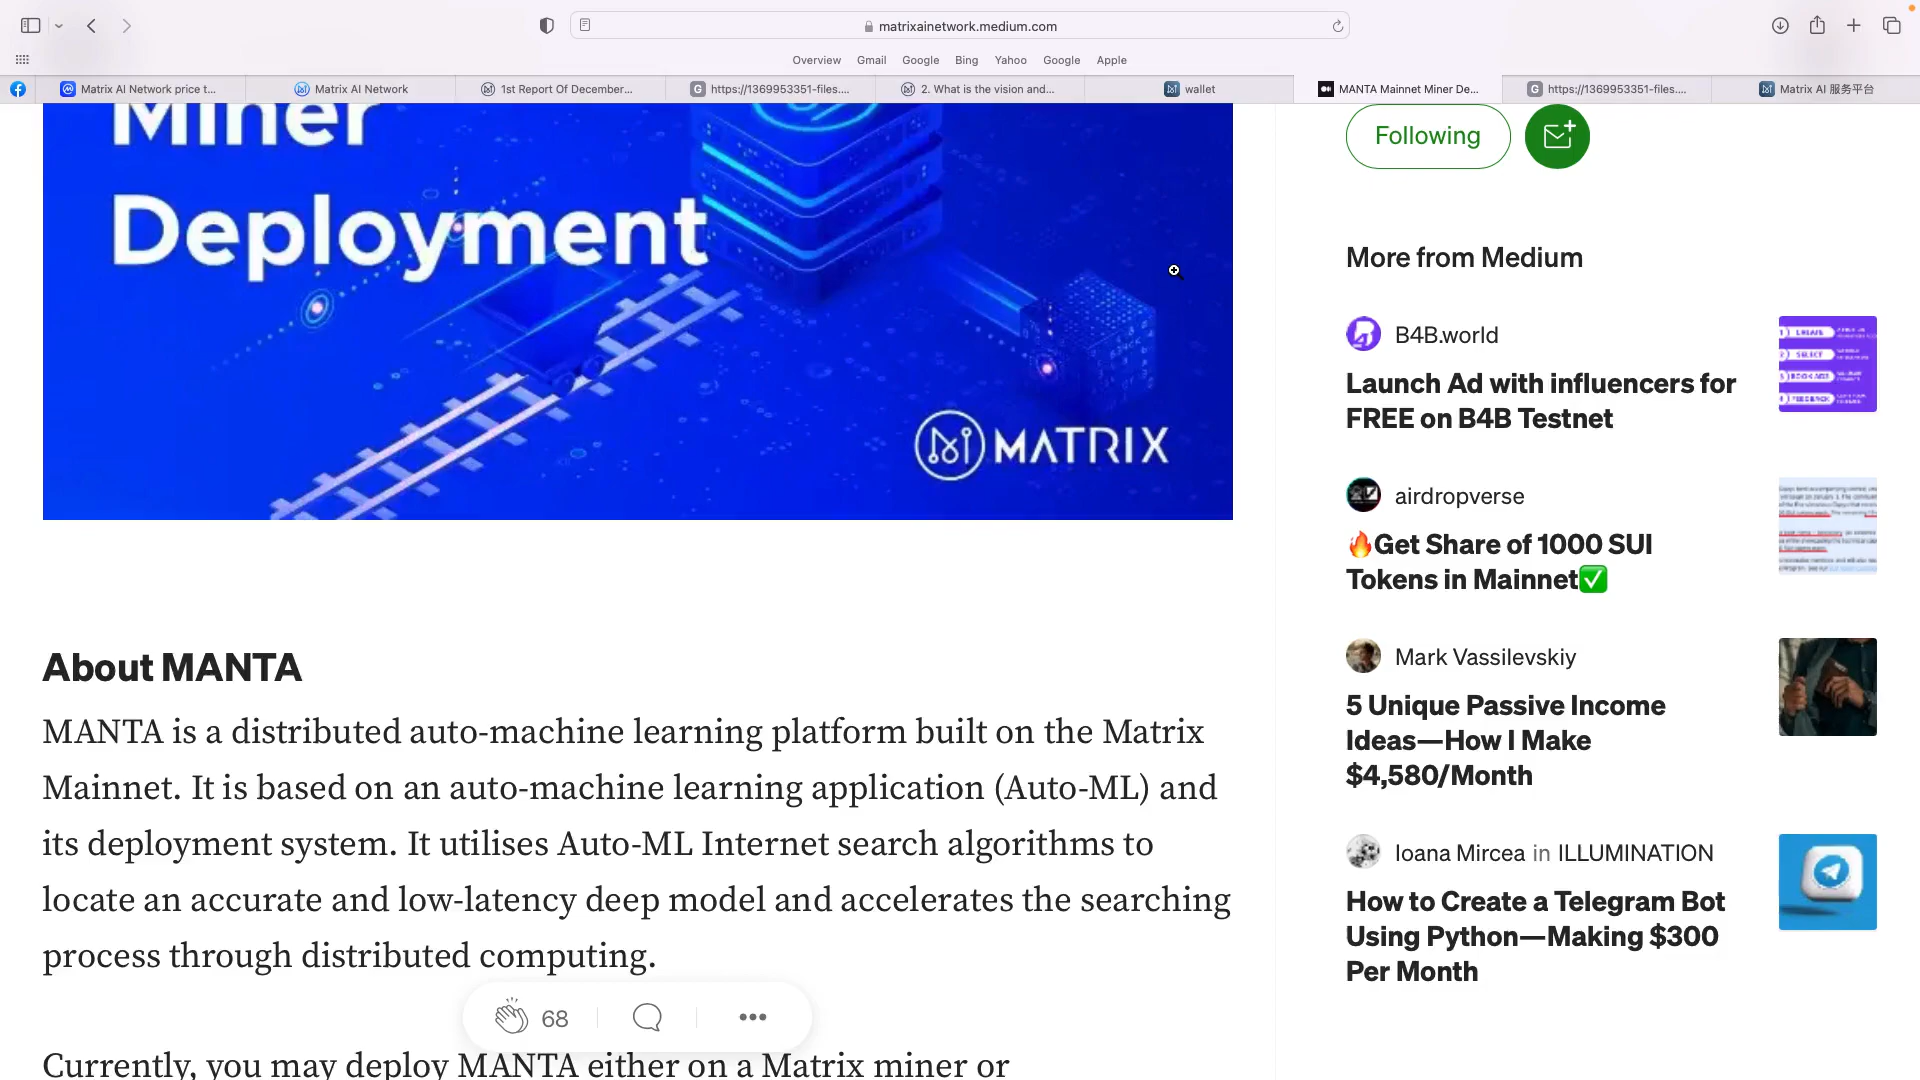 matrixainetwork.medium.com
Overview Gmail Google Bing Yahoo Google Apple
Matrix AI Network price t...
Matrix AI Network
1st Report Of December...
https://1369953351-files....
2. What is the vision and...
wallet
MANTA Mainnet Miner De...
https://1369953351-files....
Matrix AI 服务平台
Miner
Deployment
MATRIX
About MANTA
MANTA is a distributed auto-machine learning platform built on the Matrix
Mainnet. It is based on an auto-machine learning application (Auto-ML) and
its deployment system. It utilises Auto-ML Internet search algorithms to
locate an accurate and low-latency deep model and accelerates the searching
process through distributed computing.
68
Currently, you may deploy MANTA either on a Matrix miner or
Following
More from Medium
B4B.world
Launch Ad with influencers for
FREE on B4B Testnet
airdropverse
🔥Get Share of 1000 SUI
Tokens in Mainnet✅
Mark Vassilevskiy
5 Unique Passive Income
Ideas—How I Make
$4,580/Month
Ioana Mircea in ILLUMINATION
How to Create a Telegram Bot
Using Python—Making $300
Per Month